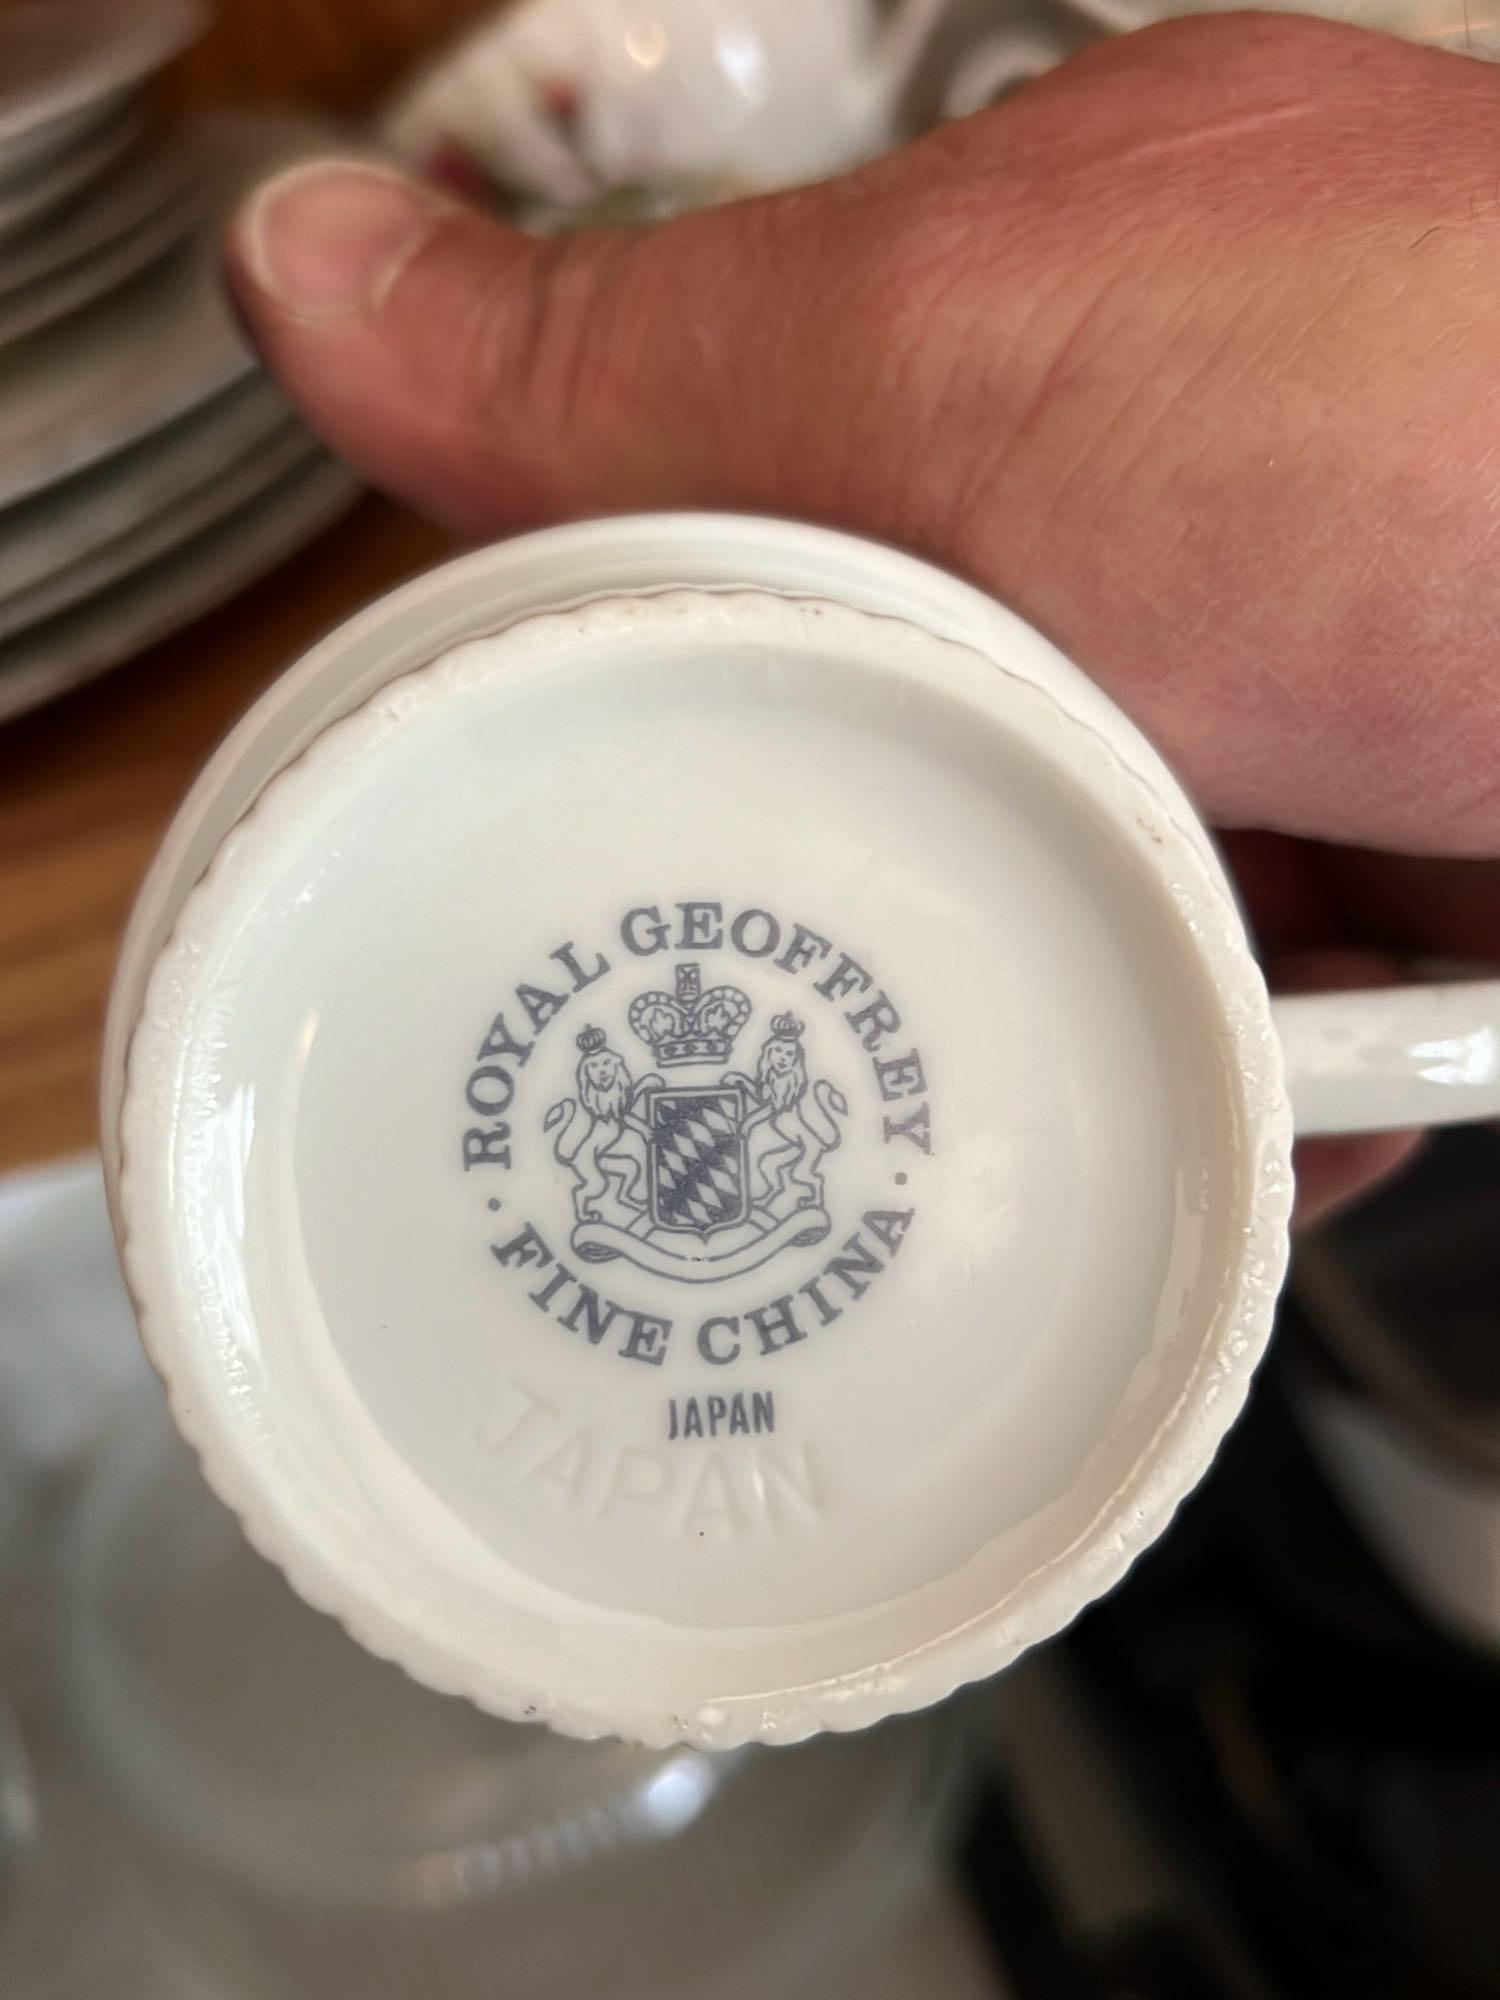 ROYAL GEOFFREY
· FINE CHINA ·
JAPAN
JAPAN